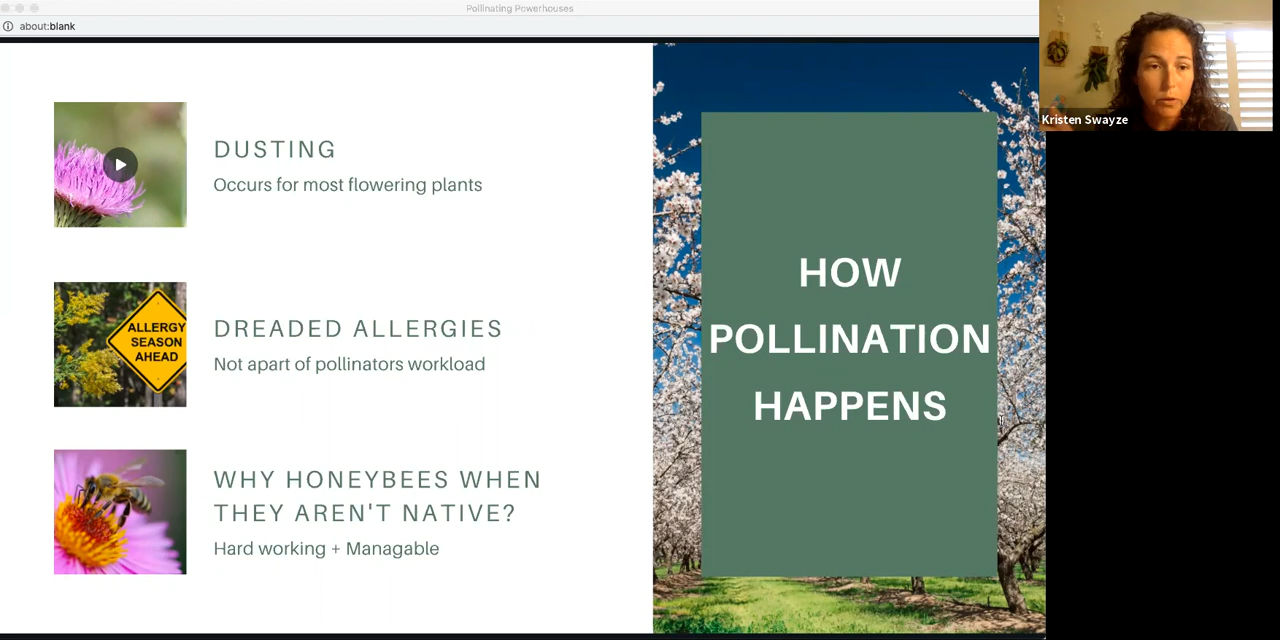 Pollinating Powerhouses
about:blank
DUSTING
Occurs for most flowering plants
ALLERGY
SEASON
AHEAD
DREADED ALLERGIES
Not apart of pollinators workload
WHY HONEYBEES WHEN
THEY AREN'T NATIVE?
Hard working + Managable
HOW
POLLINATION
HAPPENS
Kristen Swayze